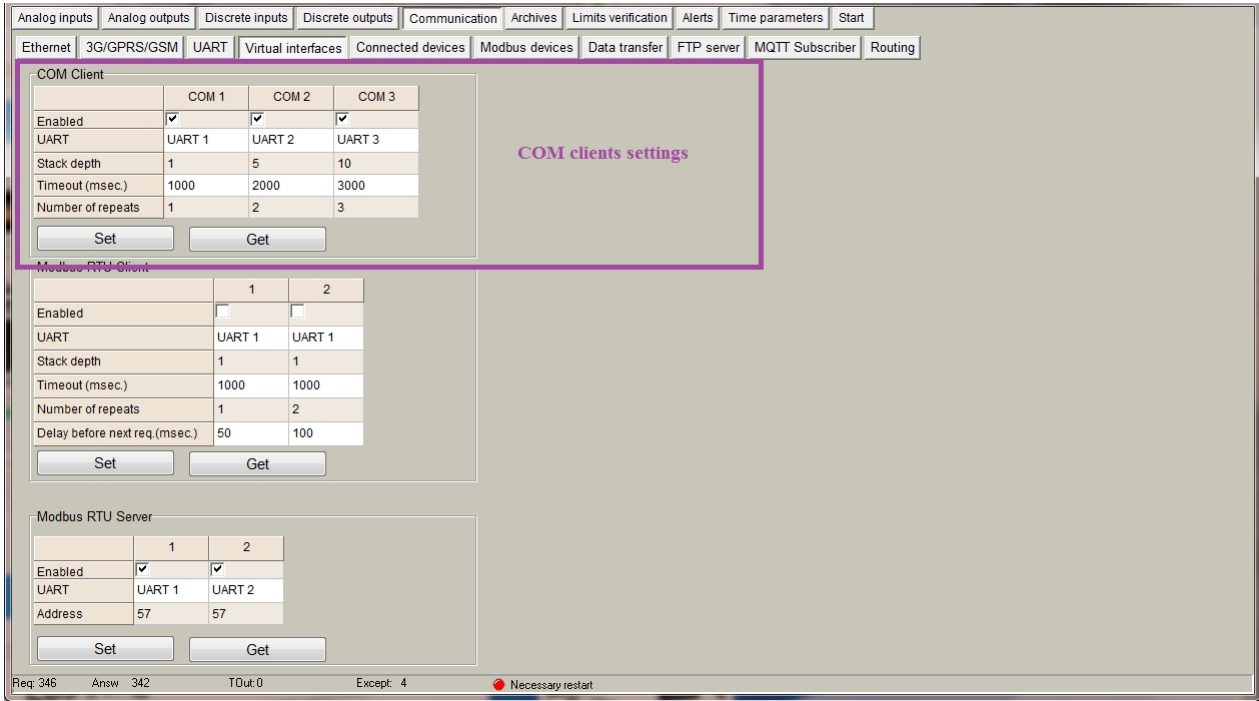 Analog inputs Analog outputs Discrete inputs Discrete outputs Communication Archives Limits verification Alerts Time parameters Start
Ethernet 3G/GPRS/GSM UART Virtual interfaces Connected devices Modbus devices Data transfer FTP server MQTT Subscriber Routing
COM Client
COM 1 COM 2 COM 3
Enabled
UART UART 1 UART 2 UART 3
Stack depth 1 5 10
Timeout (msec.) 1000 2000 3000
Number of repeats 1 2 3
Set Get
COM clients settings
Modbus RTU Client
1 2
Enabled
UART UART 1 UART 1
Stack depth 1 1
Timeout (msec.) 1000 1000
Number of repeats 1 2
Delay before next req.(msec.) 50 100
Set Get
Modbus RTU Server
1 2
Enabled
UART UART 1 UART 2
Address 57 57
Set Get
Req: 346 Answ 342 TOut: 0 Except: 4 Necessary restart